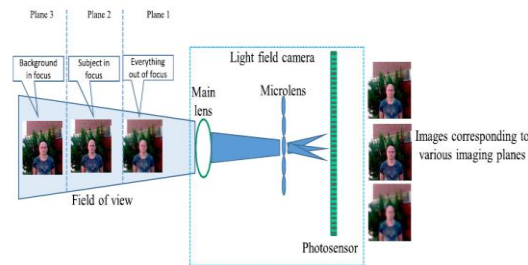 Plane 3
Plane 2
Plane 1
Background
in focus
Subject in
focus
Everything
out of focus
Field of view
Light field camera
Main
lens
Microlens
Photosensor
Images corresponding to
various imaging planes